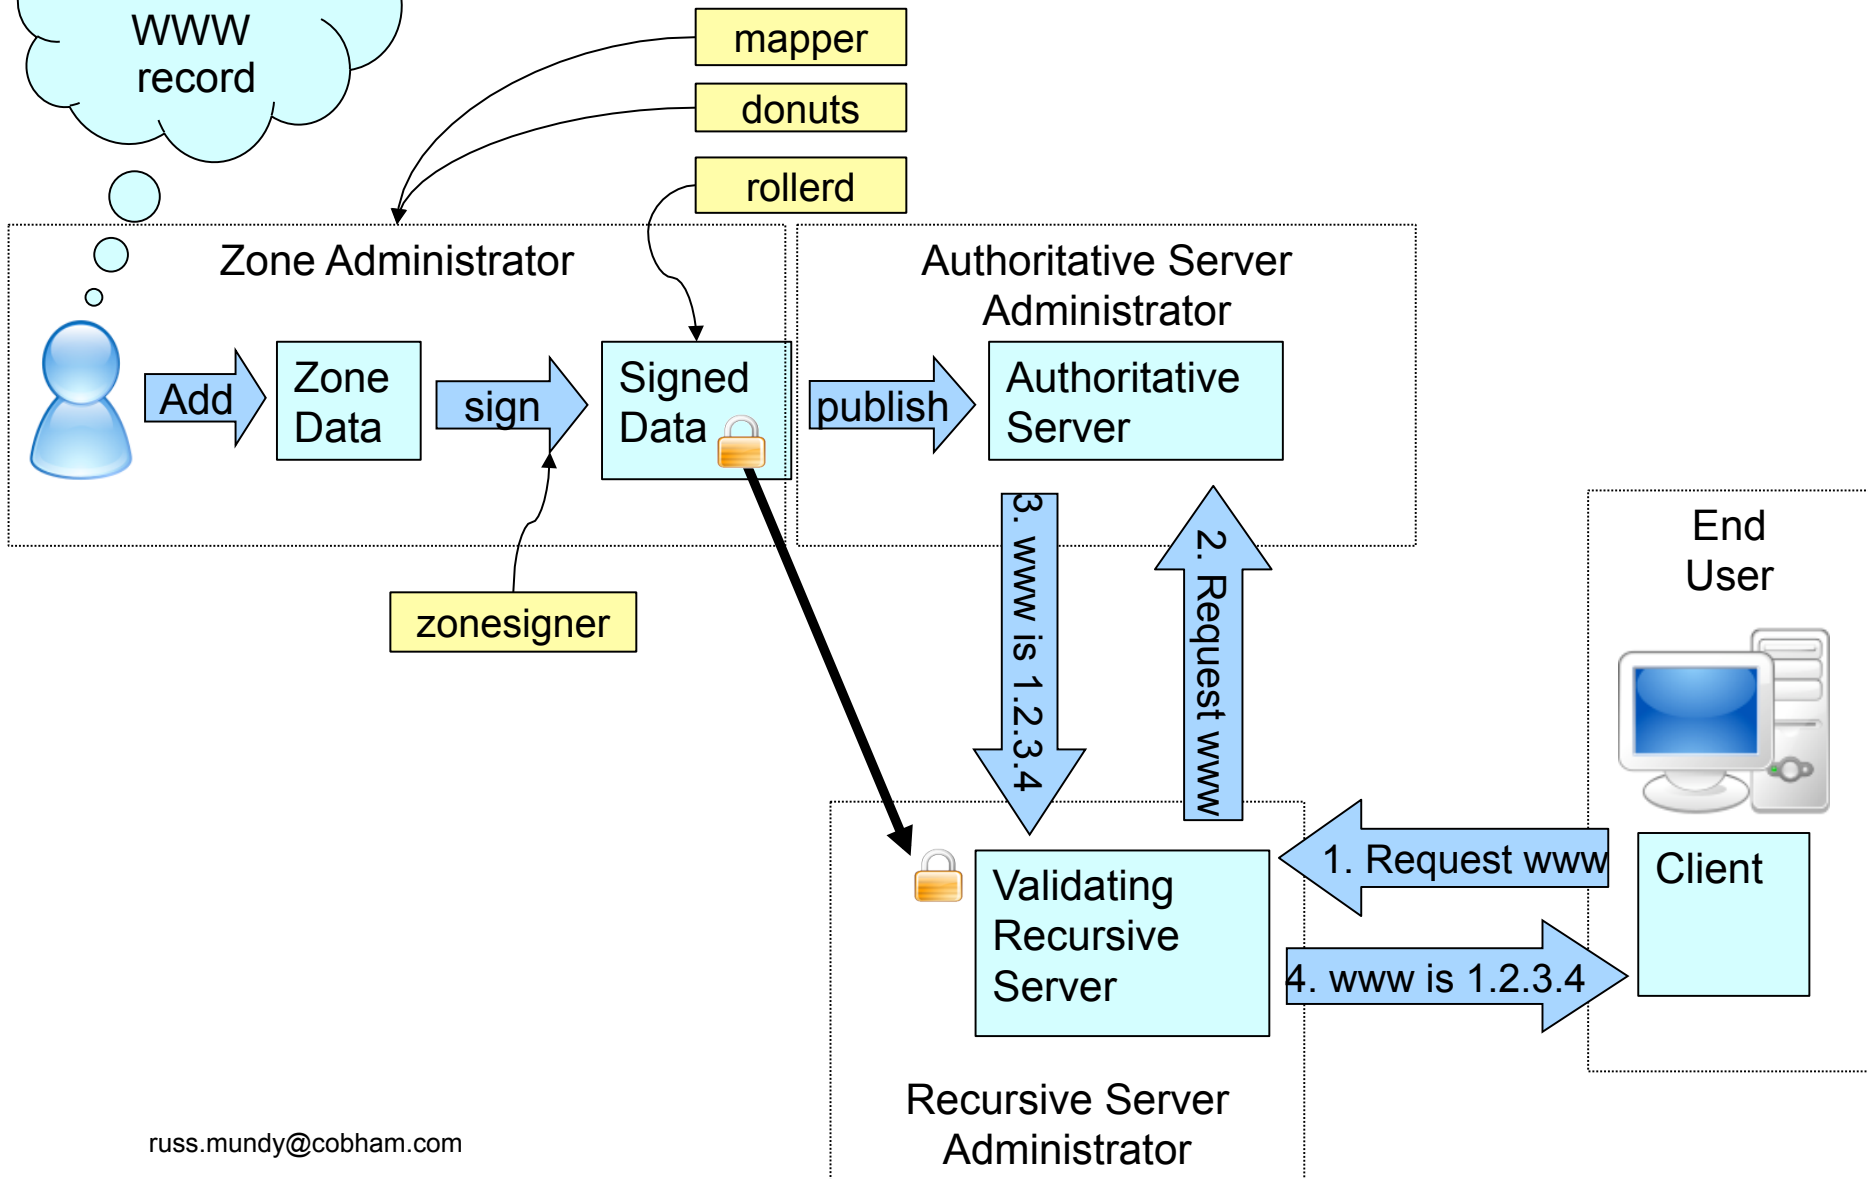 WWW
record
mapper
donuts
rollerd
Zone Administrator
Authoritative Server
Administrator
Add
Zone
Data
sign
Signed
Data
publish
Authoritative
Server
zonesigner
3. www is 1.2.3.4
2. Request www
End
User
1. Request www
Client
Validating
Recursive
Server
4. www is 1.2.3.4
Recursive Server
Administrator
russ.mundy@cobham.com